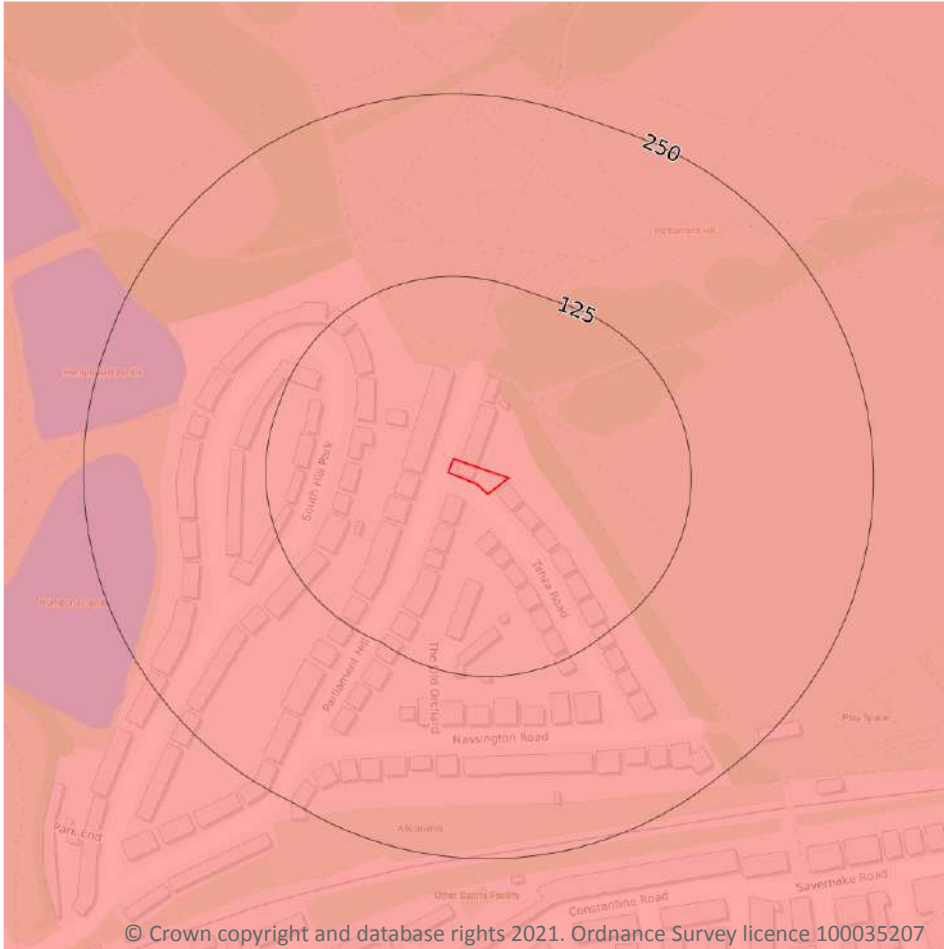 250
Parliament Hill
125
South Hill Park
Tanza Road
Parliament Hill
The Old Orchard
Nassington Road
Play Space
Allotments
Park End
Other Sports Facility
Constantine Road
Savernake Road
© Crown copyright and database rights 2021. Ordnance Survey licence 100035207